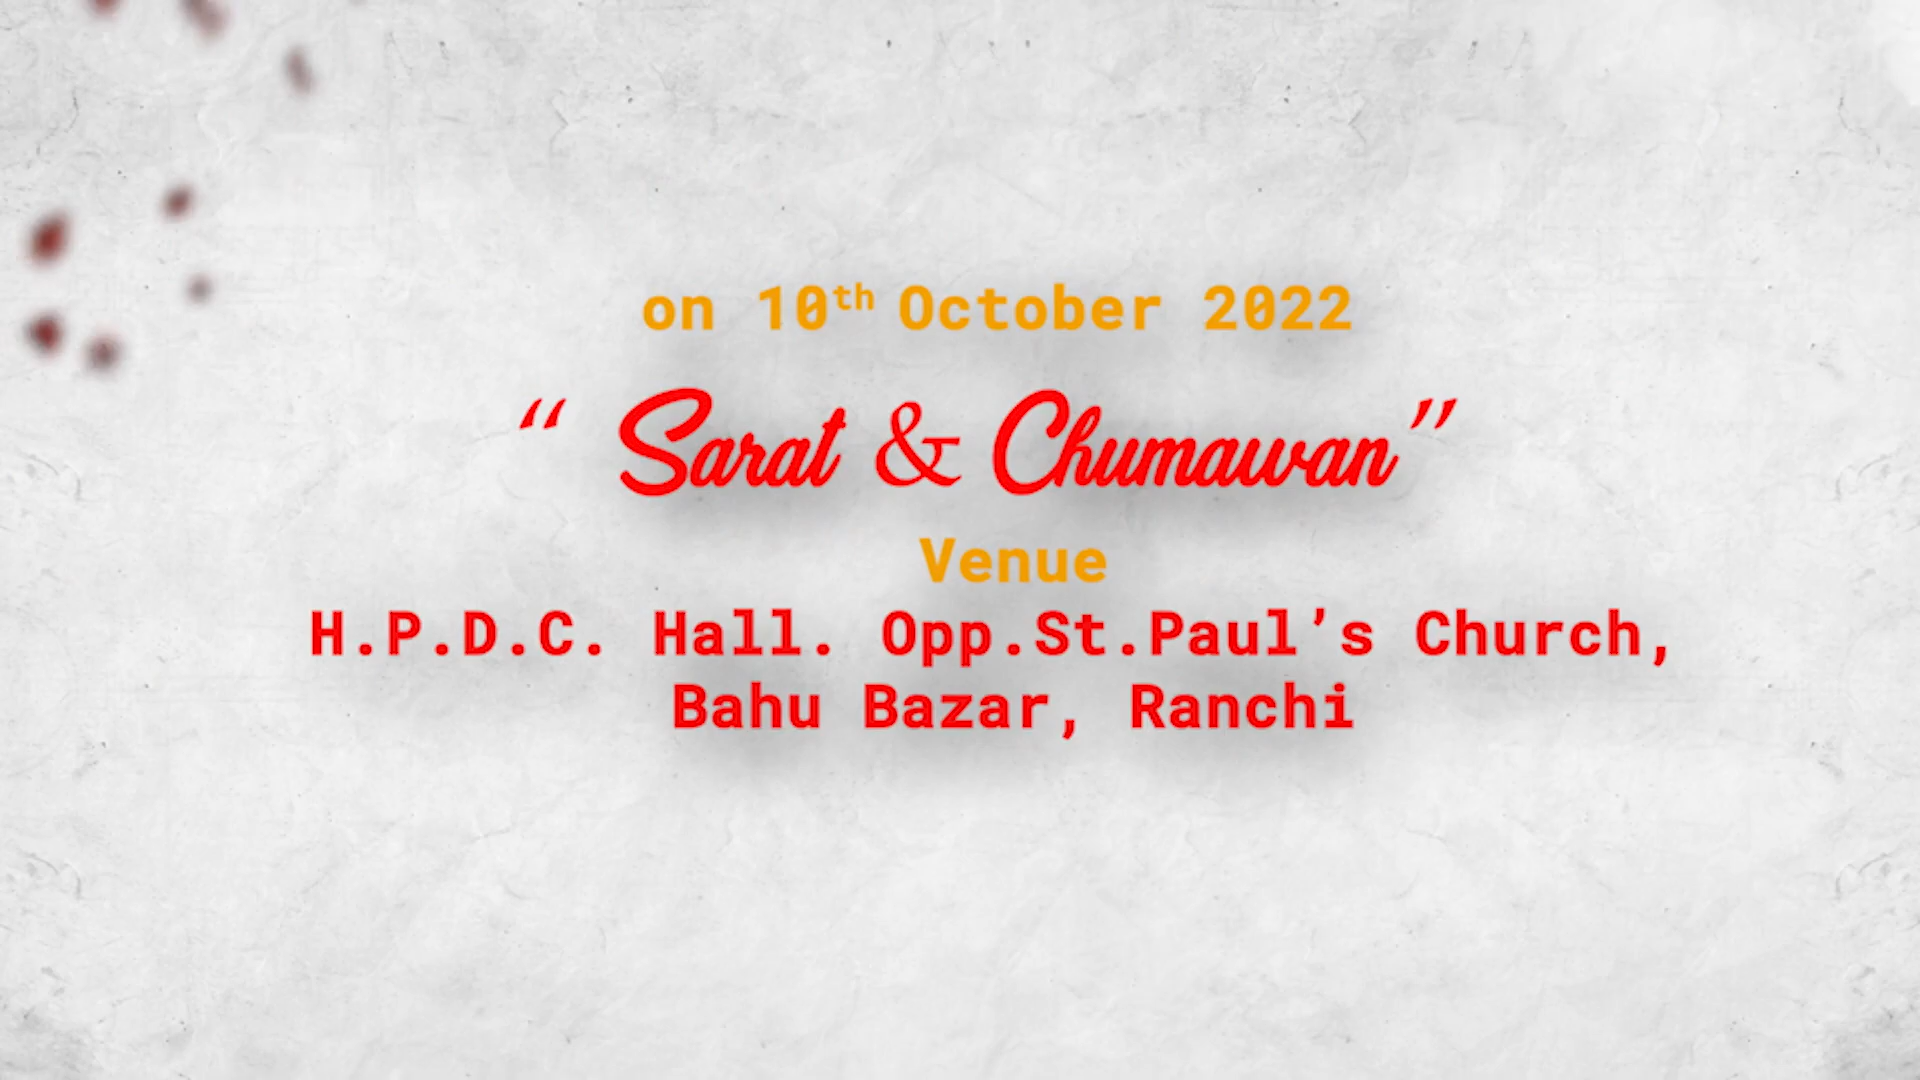 on 10th October 2022
“ Sarat & Chumawan”
Venue
H.P.D.C. Hall. Opp.St.Paul’s Church,
Bahu Bazar, Ranchi